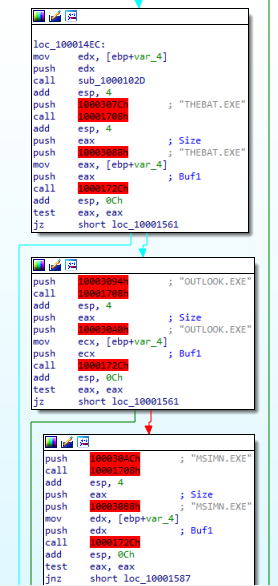 loc_100014EC:
mov edx, [ebp+var_4]
push edx
call sub_1000102D
add esp, 4
push 1000307Ch ; "THEBAT.EXE"
call 10001708h
add esp, 4
push eax ; Size
push 10003088h ; "THEBAT.EXE"
mov eax, [ebp+var_4]
push eax ; Buf1
call 1000172Ch
add esp, 0Ch
test eax, eax
jz short loc_10001561
push 10003094h ; "OUTLOOK.EXE"
call 10001708h
add esp, 4
push eax ; Size
push 100030A0h ; "OUTLOOK.EXE"
mov ecx, [ebp+var_4]
push ecx ; Buf1
call 1000172Ch
add esp, 0Ch
test eax, eax
jz short loc_10001561
push 100030ACh ; "MSIMN.EXE"
call 10001708h
add esp, 4
push eax ; Size
push 100030B8h ; "MSIMN.EXE"
mov edx, [ebp+var_4]
push edx ; Buf1
call 1000172Ch
add esp, 0Ch
test eax, eax
jnz short loc_10001587